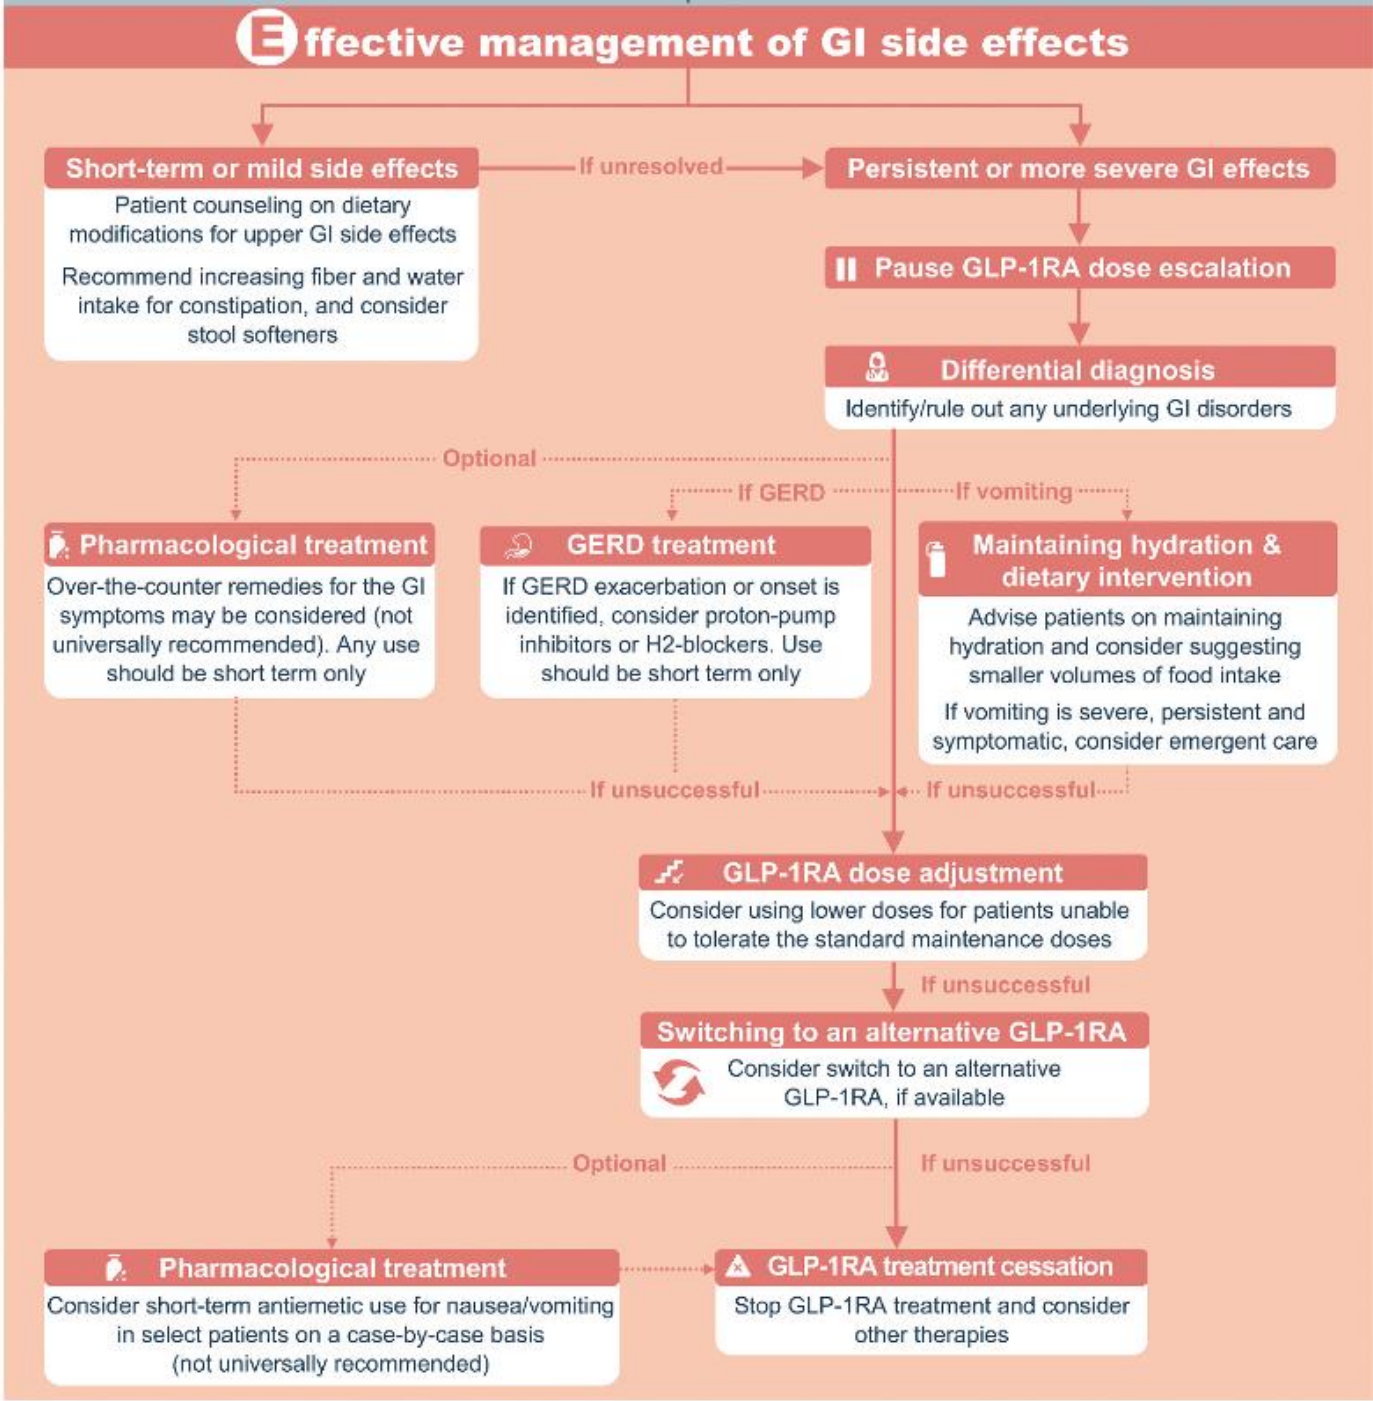 Effective management of GI side effects
Short-term or mild side effects
If unresolved
Persistent or more severe GI effects
Patient counseling on dietary
modifications for upper GI side effects
Recommend increasing fiber and water
intake for constipation, and consider
stool softeners
Pause GLP-1RA dose escalation
Differential diagnosis
Identify/rule out any underlying GI disorders
Optional
If GERD
If vomiting
Pharmacological treatment
Over-the-counter remedies for the GI
symptoms may be considered (not
universally recommended). Any use
should be short term only
GERD treatment
If GERD exacerbation or onset is
identified, consider proton-pump
inhibitors or H2-blockers. Use
should be short term only
Maintaining hydration &
dietary intervention
Advise patients on maintaining
hydration and consider suggesting
smaller volumes of food intake
If vomiting is severe, persistent and
symptomatic, consider emergent care
If unsuccessful
If unsuccessful
GLP-1RA dose adjustment
Consider using lower doses for patients unable
to tolerate the standard maintenance doses
If unsuccessful
Switching to an alternative GLP-1RA
Consider switch to an alternative
GLP-1RA, if available
Optional
If unsuccessful
Pharmacological treatment
Consider short-term antiemetic use for nausea/vomiting
in select patients on a case-by-case basis
(not universally recommended)
GLP-1RA treatment cessation
Stop GLP-1RA treatment and consider
other therapies